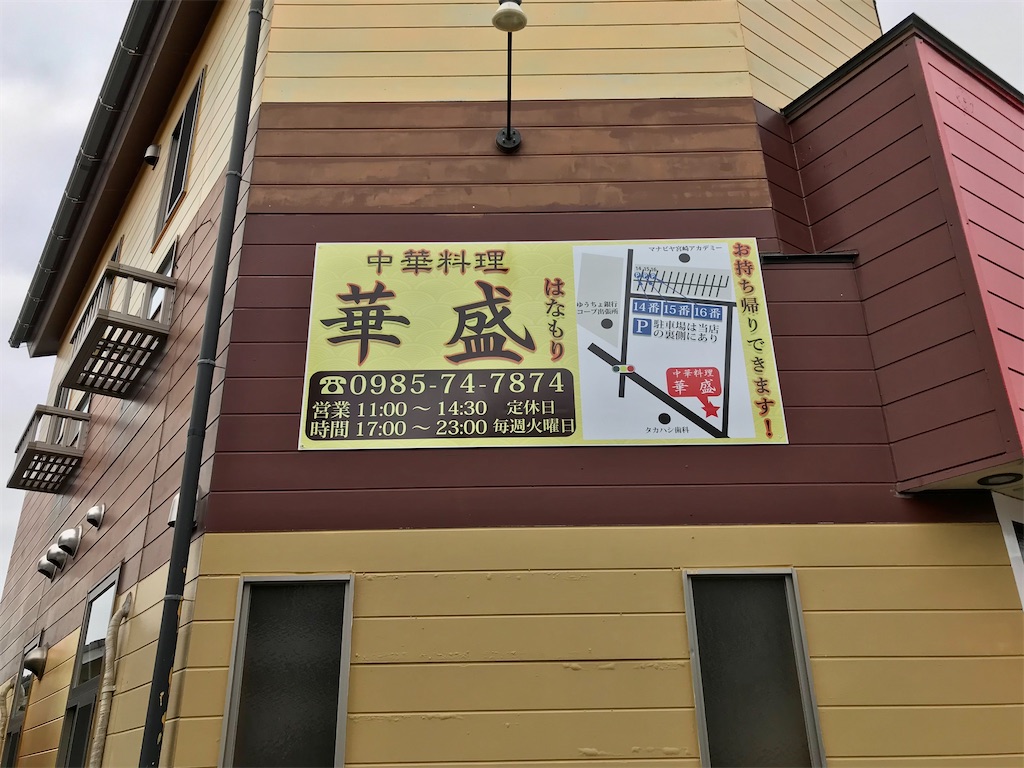 中華料理
華盛
はなもり
☎0985-74-7874
営業時間 11:00～14:30
17:00～23:00
定休日
毎週火曜日
マナビヤ宮崎アカデミー
ゆうちょ銀行
コープ出張所
14番 15番 16番
P 駐車場は当店
の裏側にあり
中華料理
華盛
タカハシ歯科
お持ち帰りできます!